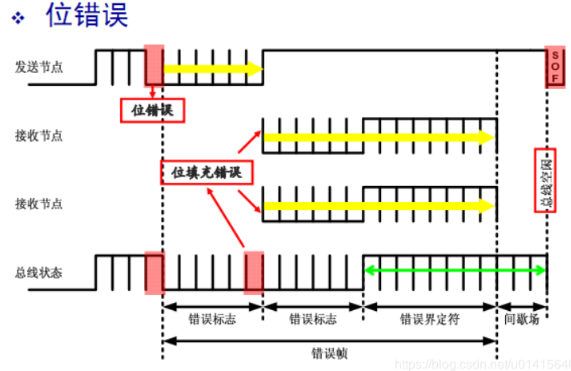 ❖ 位错误
发送节点
SOF
位错误
接收节点
位填充错误
总线空闲
接收节点
总线状态
错误标志 错误标志 错误界定符 间歇场
错误帧
https://blog.csdn.net/u01415646